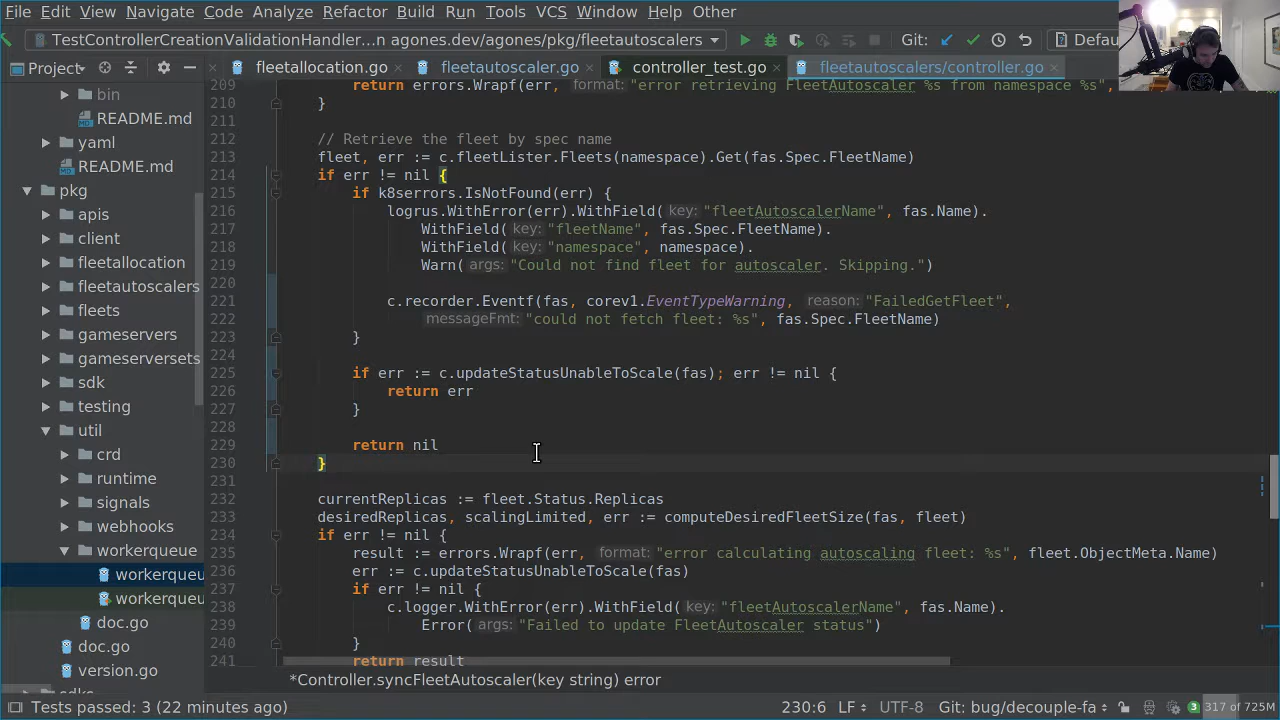 File Edit View Navigate Code Analyze Refactor Build Run Tools VCS Window Help Other
TestControllerCreationValidationHandler...n agones.dev/agones/pkg/fleetautoscalers Git: Defau
Project fleetallocation.go fleetautoscaler.go controller_test.go fleetautoscalers/controller.go
bin
README.md
yaml
README.md
pkg
apis
client
fleetallocation
fleetautoscalers
fleets
gameservers
gameserversets
sdk
testing
util
crd
runtime
signals
webhooks
workerqueue
workerqueu
workerqueu
doc.go
doc.go
version.go
209 return errors.Wrapf(err, format: "error retrieving FleetAutoscaler %s from namespace %s",
210 }
211
212 // Retrieve the fleet by spec name
213 fleet, err := c.fleetLister.Fleets(namespace).Get(fas.Spec.FleetName)
214 if err != nil {
215 if k8serrors.IsNotFound(err) {
216 logrus.WithError(err).WithField( key: "fleetAutoscalerName", fas.Name).
217 WithField( key: "fleetName", fas.Spec.FleetName).
218 WithField( key: "namespace", namespace).
219 Warn( args: "Could not find fleet for autoscaler. Skipping.")
220
221 c.recorder.Eventf(fas, corev1.EventTypeWarning, reason: "FailedGetFleet",
222 messageFmt: "could not fetch fleet: %s", fas.Spec.FleetName)
223 }
224
225 if err := c.updateStatusUnableToScale(fas); err != nil {
226 return err
227 }
228
229 return nil
230 }
231
232 currentReplicas := fleet.Status.Replicas
233 desiredReplicas, scalingLimited, err := computeDesiredFleetSize(fas, fleet)
234 if err != nil {
235 result := errors.Wrapf(err, format: "error calculating autoscaling fleet: %s", fleet.ObjectMeta.Name)
236 err := c.updateStatusUnableToScale(fas)
237 if err != nil {
238 c.logger.WithError(err).WithField( key: "fleetAutoscalerName", fas.Name).
239 Error( args: "Failed to update FleetAutoscaler status")
240 }
241 return result
*Controller.syncFleetAutoscaler(key string) error
Tests passed: 3 (22 minutes ago) 230:6 LF UTF-8 Git: bug/decouple-fa 3 317 of 725M